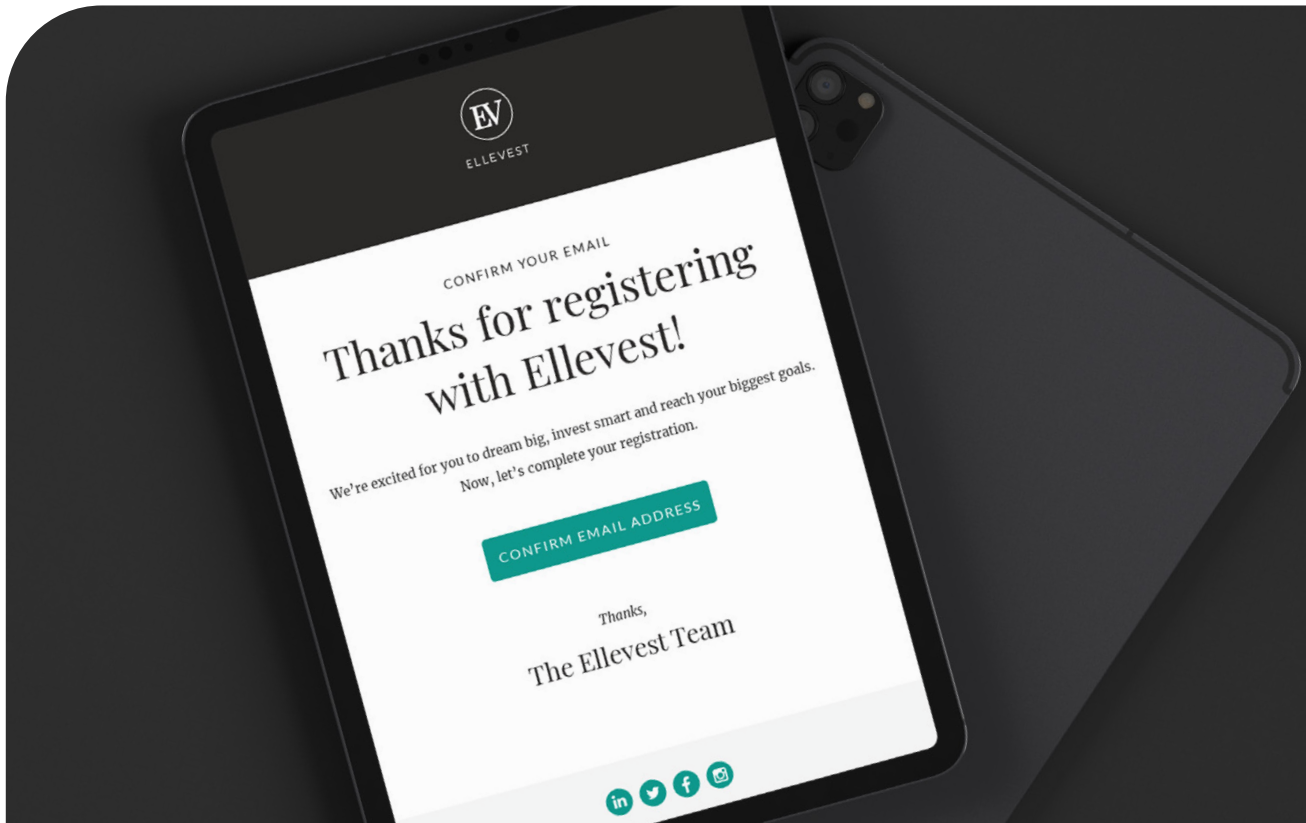 EV
ELLEVEST
CONFIRM YOUR EMAIL
Thanks for registering
with Ellevest!
We’re excited for you to dream big, invest smart and reach your biggest goals.
Now, let’s complete your registration.
CONFIRM EMAIL ADDRESS
Thanks,
The Ellevest Team
in